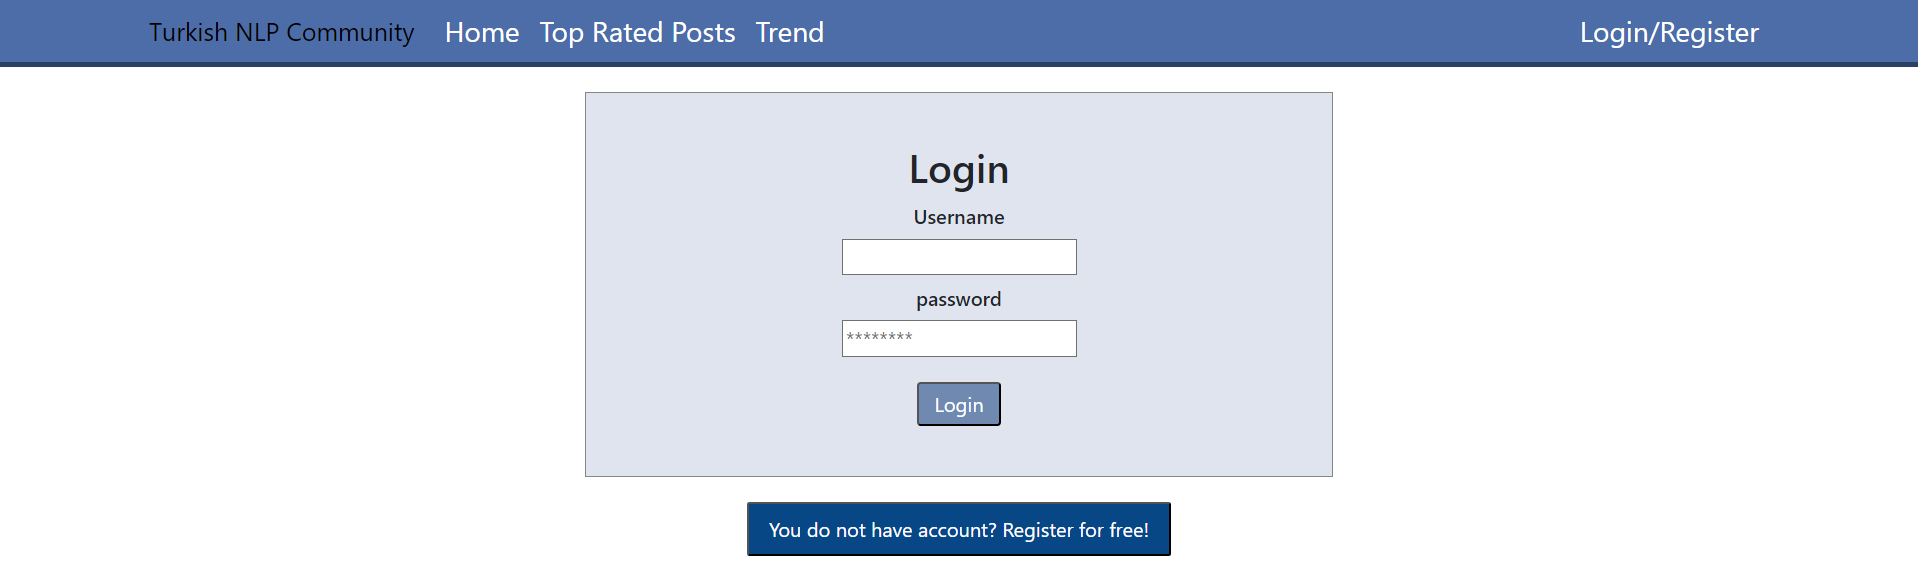 Turkish NLP Community Home Top Rated Posts Trend Login/Register
Login
Username
password
********
Login
You do not have account? Register for free!